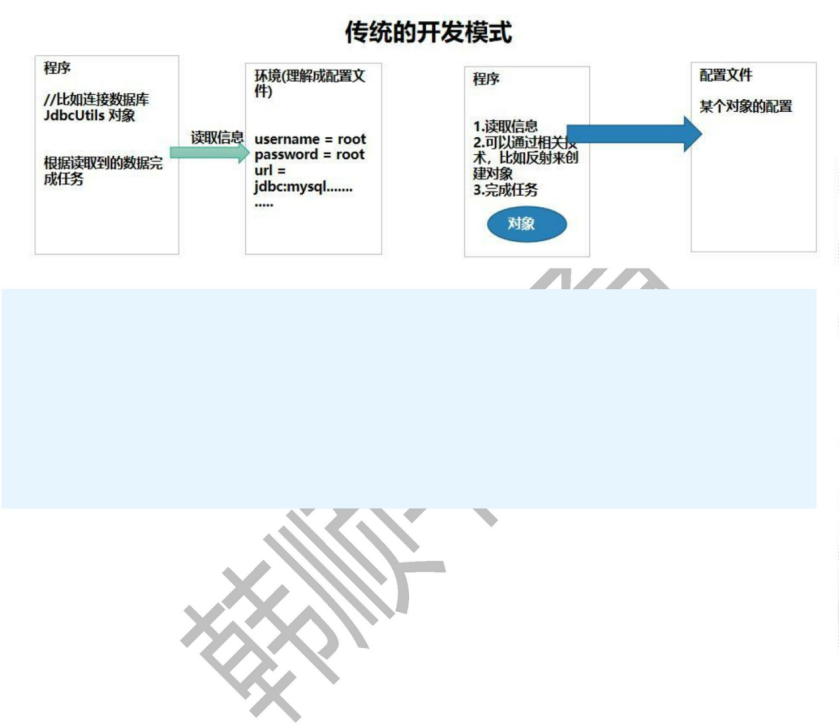 传统的开发模式
程序
//比如连接数据库
JdbcUtils 对象
根据读取到的数据完
成任务
读取信息
环境(理解成配置文
件)
username = root
password = root
url =
jdbc:mysql.......
.....
程序
1.读取信息
2.可以通过相关技
术，比如反射来创
建对象
3.完成任务
对象
配置文件
某个对象的配置
韩顺